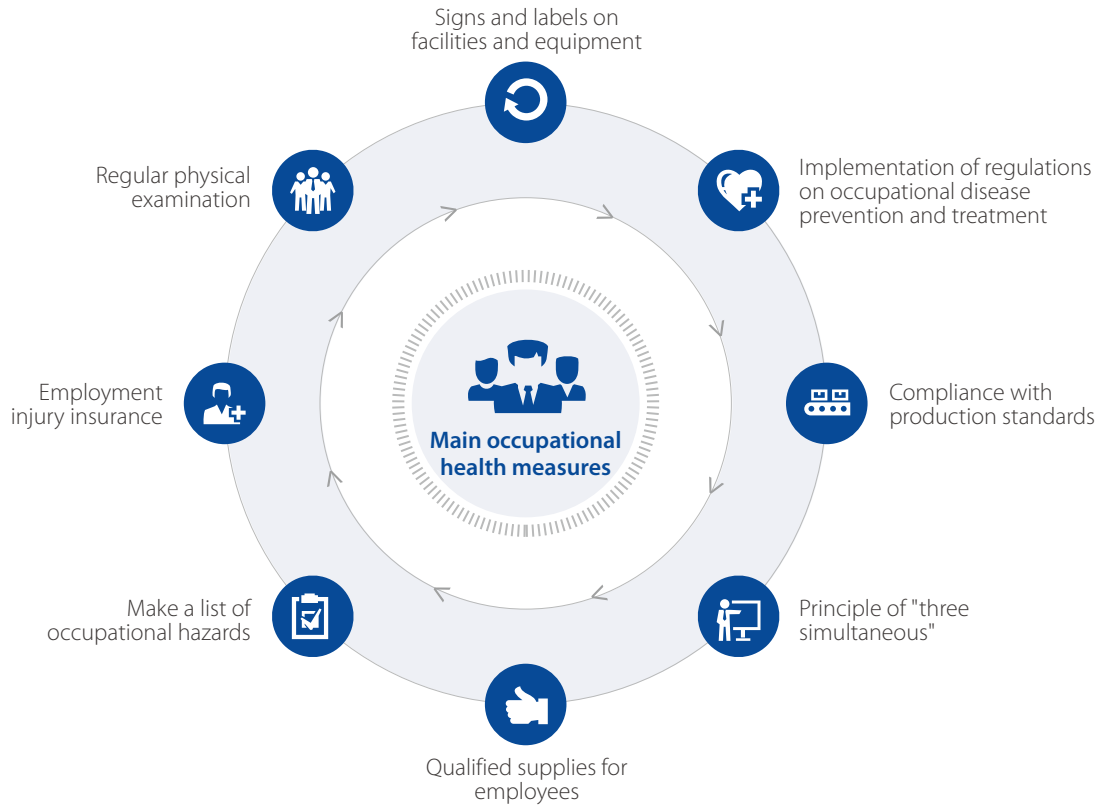 Signs and labels on
facilities and equipment
Implementation of regulations
on occupational disease
prevention and treatment
Compliance with
production standards
Principle of "three
simultaneous"
Qualified supplies for
employees
Make a list of
occupational hazards
Employment
injury insurance
Regular physical
examination
Main occupational
health measures